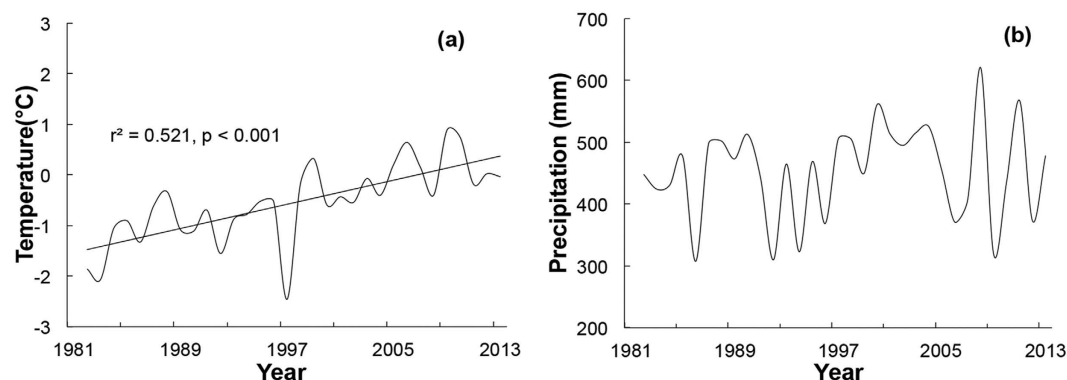 (a)
Temperature(°C)
3
2
1
0
-1
-2
-3
r² = 0.521, p < 0.001
1981 1989 1997 2005 2013
Year
(b)
Precipitation (mm)
700
600
500
400
300
200
1981 1989 1997 2005 2013
Year